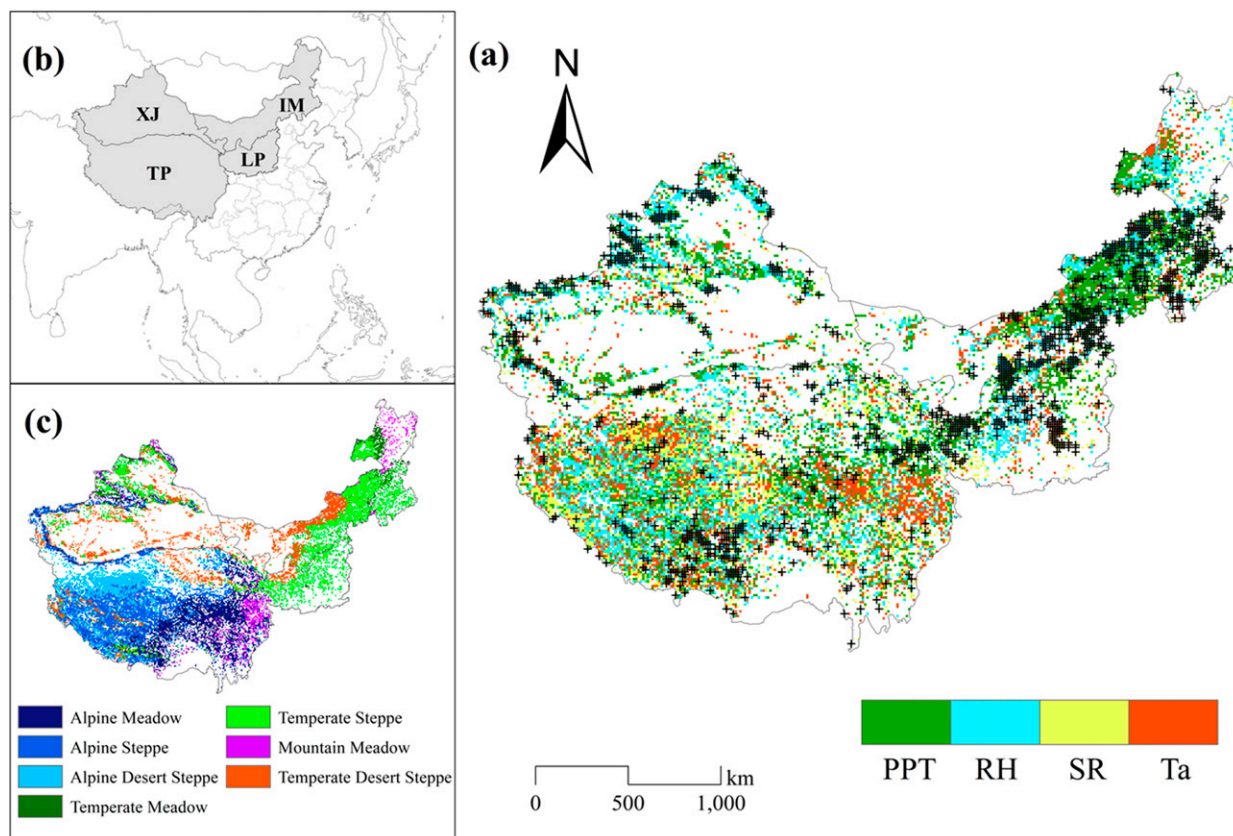 (b)
XJ
IM
LP
TP
(a)
N
(c)
Alpine Meadow
Temperate Steppe
Alpine Steppe
Mountain Meadow
Alpine Desert Steppe
Temperate Desert Steppe
Temperate Meadow
PPT RH SR Ta
km
0 500 1,000